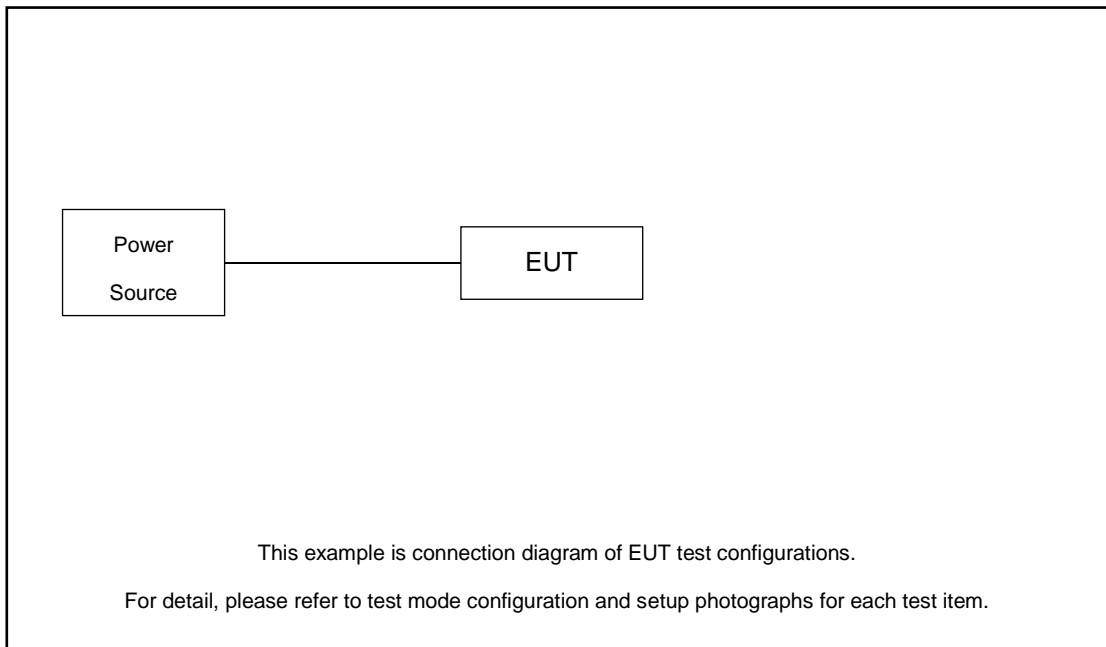 Power
Source
EUT
This example is connection diagram of EUT test configurations.
For detail, please refer to test mode configuration and setup photographs for each test item.